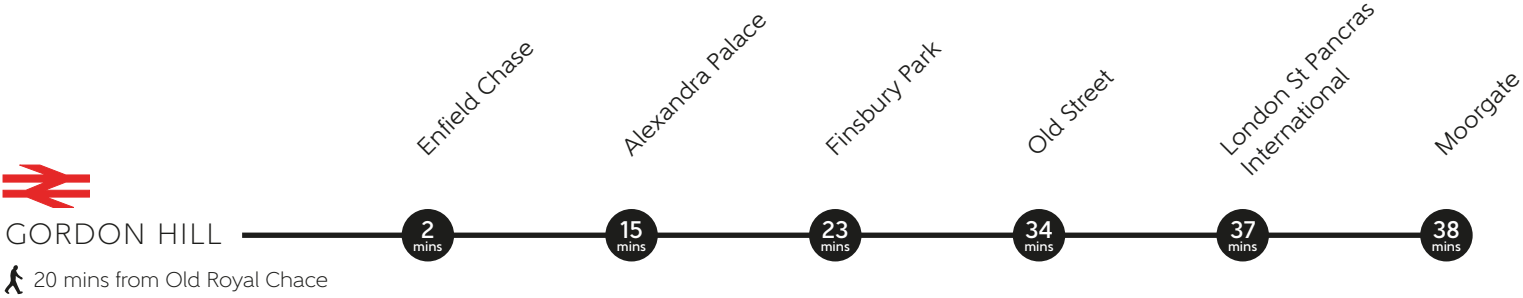 Enfield Chase
Alexandra Palace
Finsbury Park
Old Street
London St Pancras
International
Moorgate
GORDON HILL
2
mins
15
mins
23
mins
34
mins
37
mins
38
mins
20 mins from Old Royal Chace